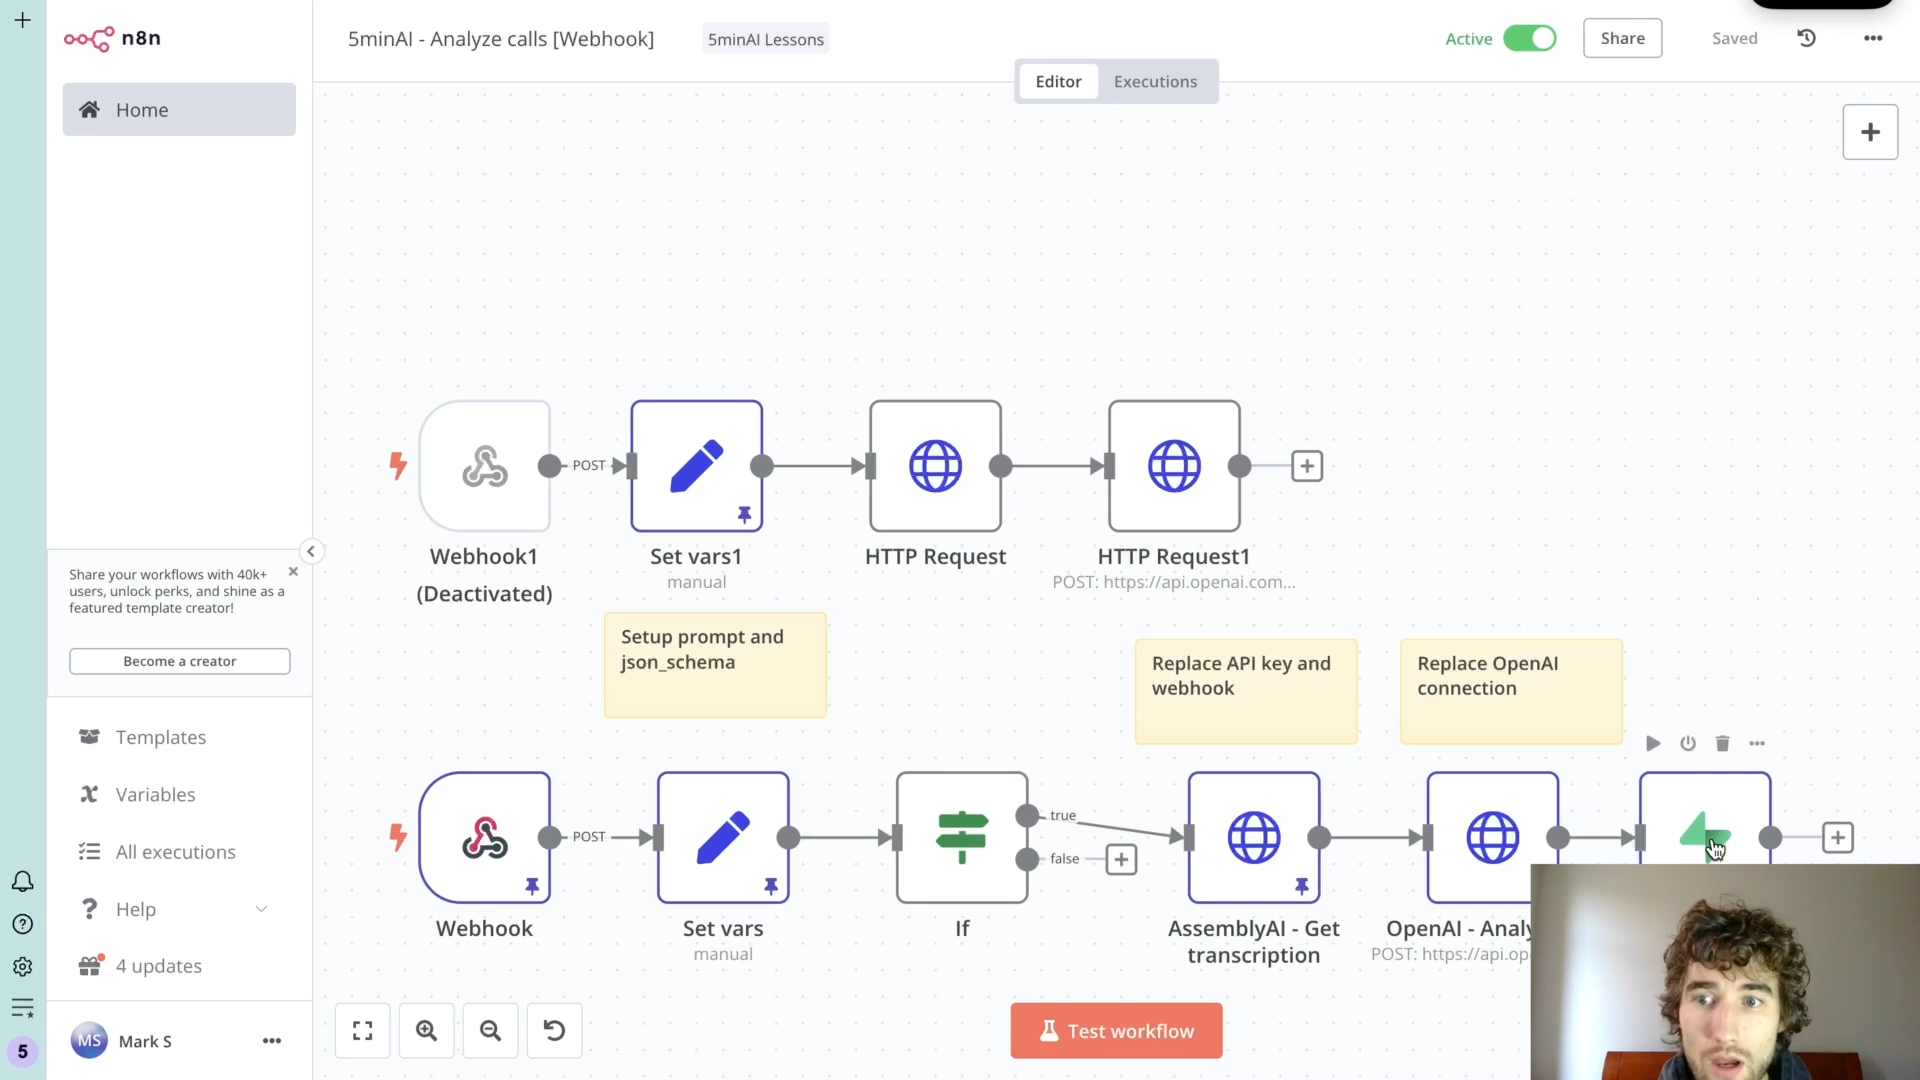 n8n
5minAI - Analyze calls [Webhook]
5minAI Lessons
Active
Share
Saved
Editor
Executions
Home
POST
Webhook1
(Deactivated)
Set vars1
manual
HTTP Request
HTTP Request1
POST: https://api.openai.com...
Share your workflows with 40k+
users, unlock perks, and shine as a
featured template creator!
Become a creator
Setup prompt and
json_schema
Replace API key and
webhook
Replace OpenAI
connection
Templates
Variables
All executions
Help
4 updates
POST
true
false
Webhook
Set vars
manual
If
AssemblyAI - Get
transcription
OpenAI - Analy
POST: https://api.op
Test workflow
5
MS
Mark S